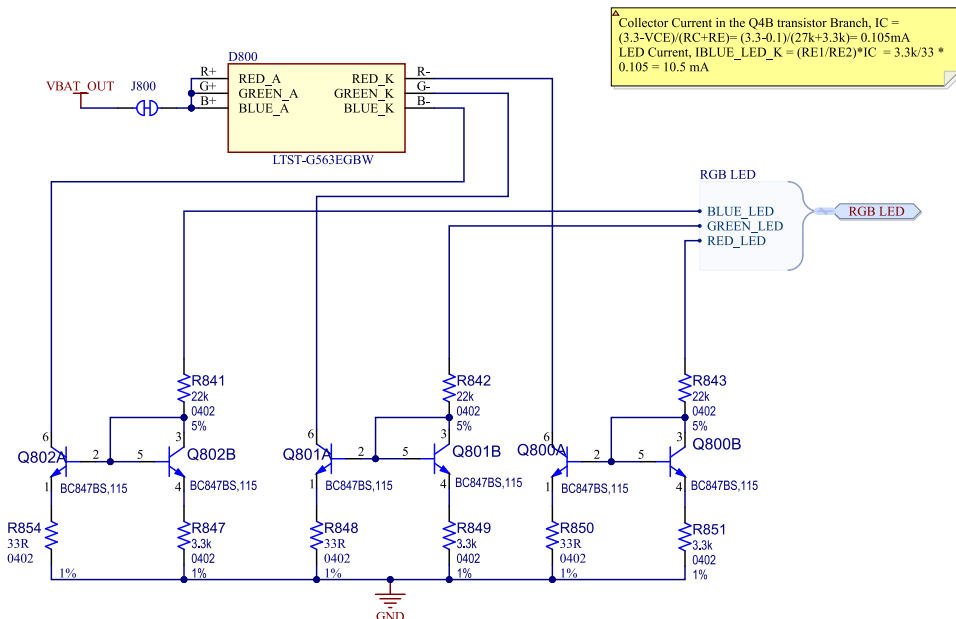 Collector Current in the Q4B transistor Branch, IC =
(3.3-VCE)/(RC+RE)= (3.3-0.1)/(27k+3.3k)= 0.105mA
LED Current, IBLUE_LED_K = (RE1/RE2)*IC = 3.3k/33 *
0.105 = 10.5 mA
D800
VBAT_OUT
J800
R+ RED_A RED_K R-
G+ GREEN_A GREEN_K G-
B+ BLUE_A BLUE_K B-
LTST-G563EGBW
RGB LED
BLUE_LED
GREEN_LED
RED_LED
RGB LED
R841
22k
0402
5%
R842
22k
0402
5%
R843
22k
0402
5%
6
Q802A
2
1
5
3
Q802B
4
BC847BS,115
6
Q801A
2
1
5
3
Q801B
4
BC847BS,115
6
Q800A
2
1
5
3
Q800B
4
BC847BS,115
R854
33R
0402
1%
R847
3.3k
0402
1%
R848
33R
0402
1%
R849
3.3k
0402
1%
R850
33R
0402
1%
R851
3.3k
0402
1%
BC847BS,115
BC847BS,115
BC847BS,115
GND